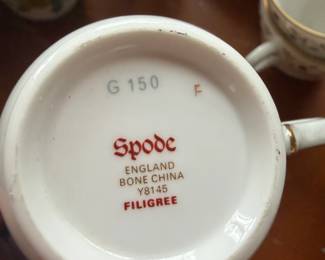 G 150 F
Spode
ENGLAND
BONE CHINA
Y8145
FILIGREE